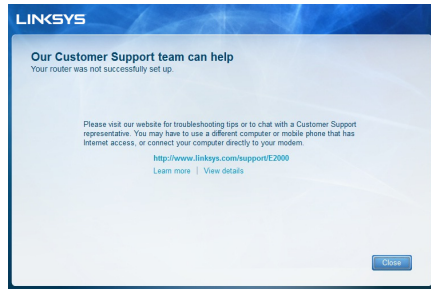 LINKSYS
Our Customer Support team can help
Your router was not successfully set up.
Please visit our website for troubleshooting tips or to chat with a Customer Support
representative. You may have to use a different computer or mobile phone that has
Internet access, or connect your computer directly to your modem.
http://www.linksys.com/support/E2000
Learn more | View details
Close